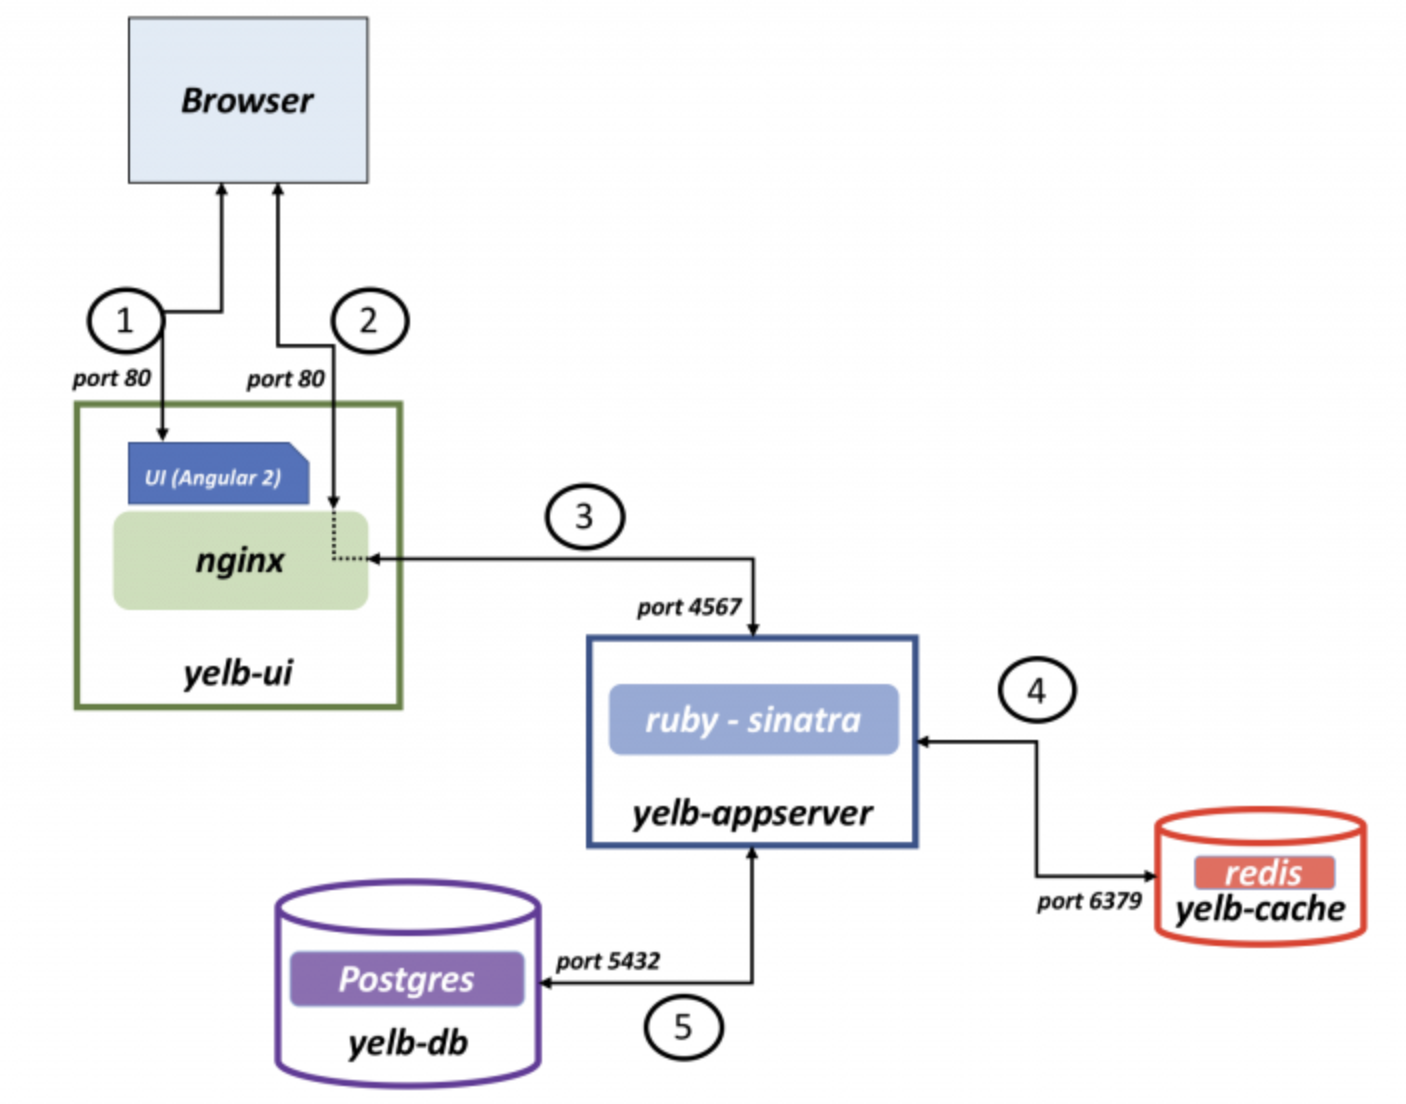 Browser
1
2
port 80
port 80
UI (Angular 2)
nginx
yelb-ui
3
port 4567
ruby - sinatra
yelb-appserver
4
port 6379
redis
yelb-cache
port 5432
5
Postgres
yelb-db